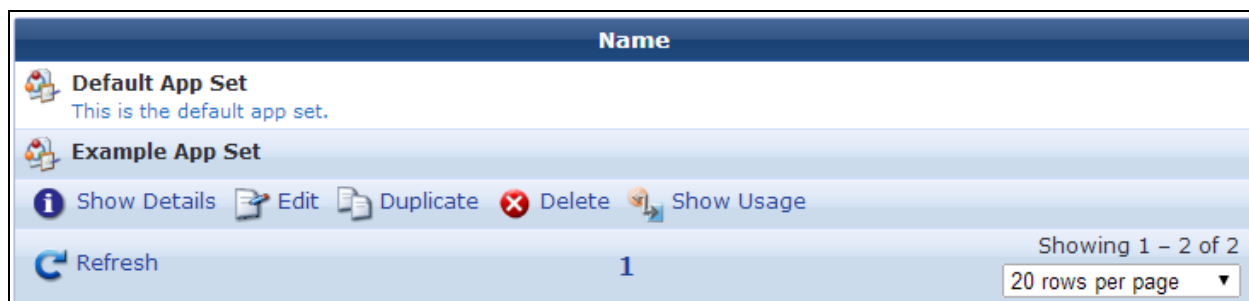 Name
Default App Set
This is the default app set.
Example App Set
Show Details Edit Duplicate Delete Show Usage
Refresh 1 Showing 1 – 2 of 2
20 rows per page